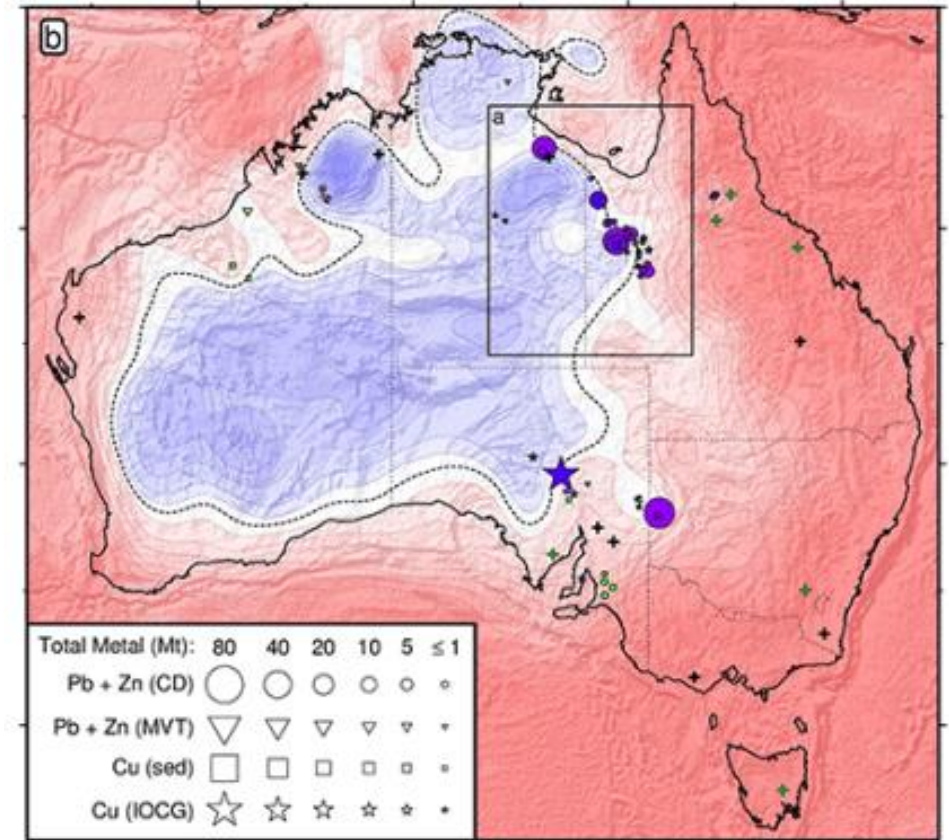 b
a
Total Metal (Mt): 80 40 20 10 5 ≤ 1
Pb + Zn (CD)
Pb + Zn (MVT)
Cu (sed)
Cu (IOCG)